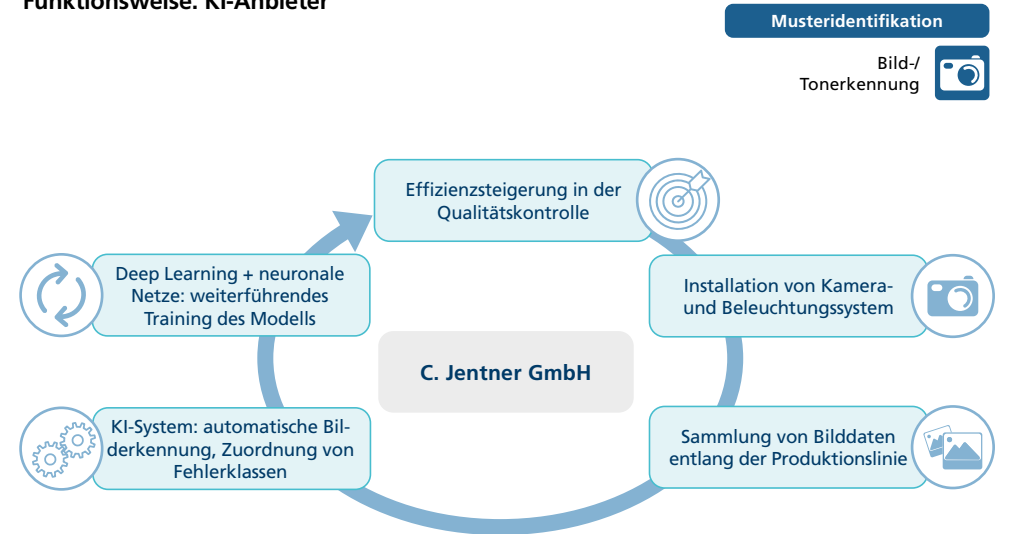 Funktionsweise: KI-Anbieter
Musteridentifikation
Bild-/
Tonerkennung
Effizienzsteigerung in der
Qualitätskontrolle
Installation von Kamera-
und Beleuchtungssystem
Sammlung von Bilddaten
entlang der Produktionslinie
KI-System: automatische Bil-
derkennung, Zuordnung von
Fehlerklassen
Deep Learning + neuronale
Netze: weiterführendes
Training des Modells
C. Jentner GmbH